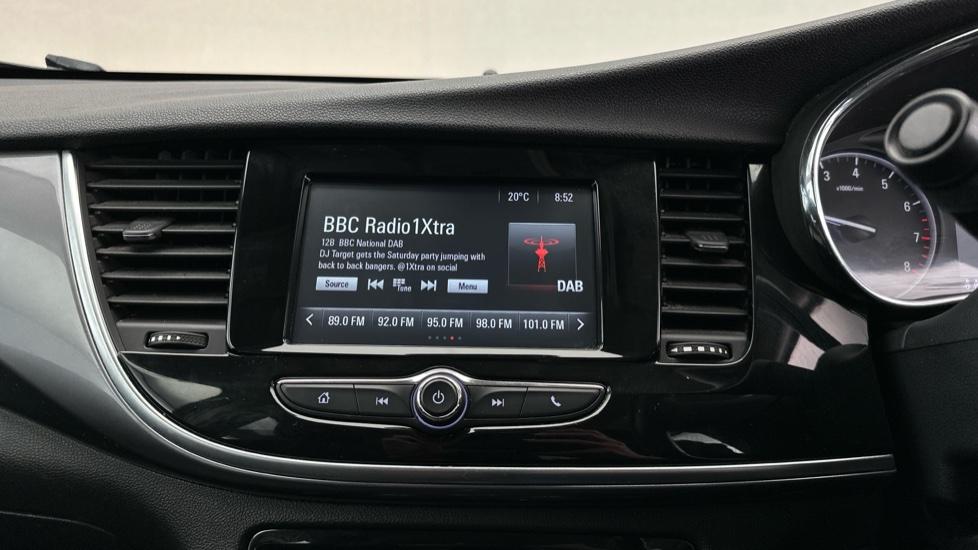 20°C 8:52
BBC Radio1Xtra
12B BBC National DAB
DJ Target gets the Saturday party jumping with
back to back bangers. @1Xtra on social
Source Tune Menu
DAB
89.0 FM 92.0 FM 95.0 FM 98.0 FM 101.0 FM
3 4 5 6 7 8
x1000/min